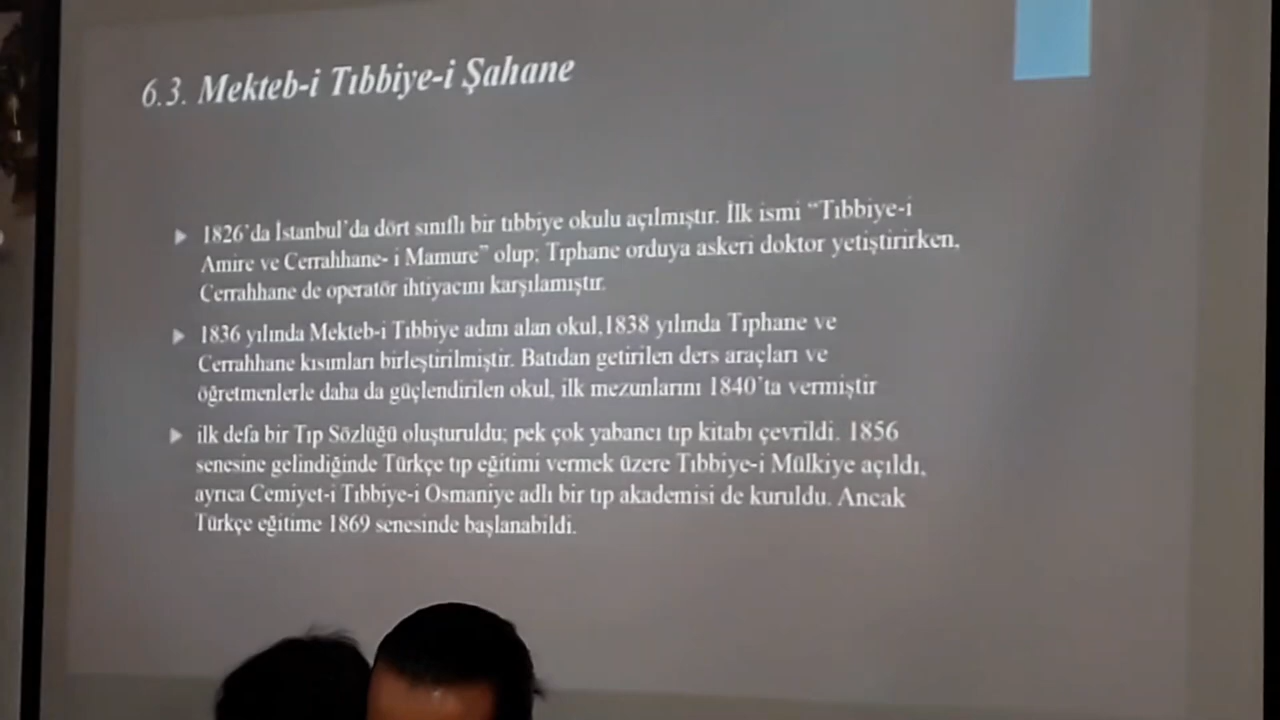 6.3. Mekteb-i Tıbbiye-i Şahane
1826'da İstanbul'da dört sınıflı bir tıbbiye okulu açılmıştır. İlk ismi "Tıbbiye-i
Amire ve Cerrahhane- i Mamure" olup; Tıphane orduya askeri doktor yetiştirirken,
Cerrahhane de operatör ihtiyacını karşılamıştır.
1836 yılında Mekteb-i Tıbbiye adını alan okul,1838 yılında Tıphane ve
Cerrahhane kısımları birleştirilmiştir. Batıdan getirilen ders araçları ve
öğretmenlerle daha da güçlendirilen okul, ilk mezunlarını 1840'ta vermiştir
ilk defa bir Tıp Sözlüğü oluşturuldu; pek çok yabancı tıp kitabı çevrildi. 1856
senesine gelindiğinde Türkçe tıp eğitimi vermek üzere Tıbbiye-i Mülkiye açıldı,
ayrıca Cemiyet-i Tıbbiye-i Osmaniye adlı bir tıp akademisi de kuruldu. Ancak
Türkçe eğitime 1869 senesinde başlanabildi.